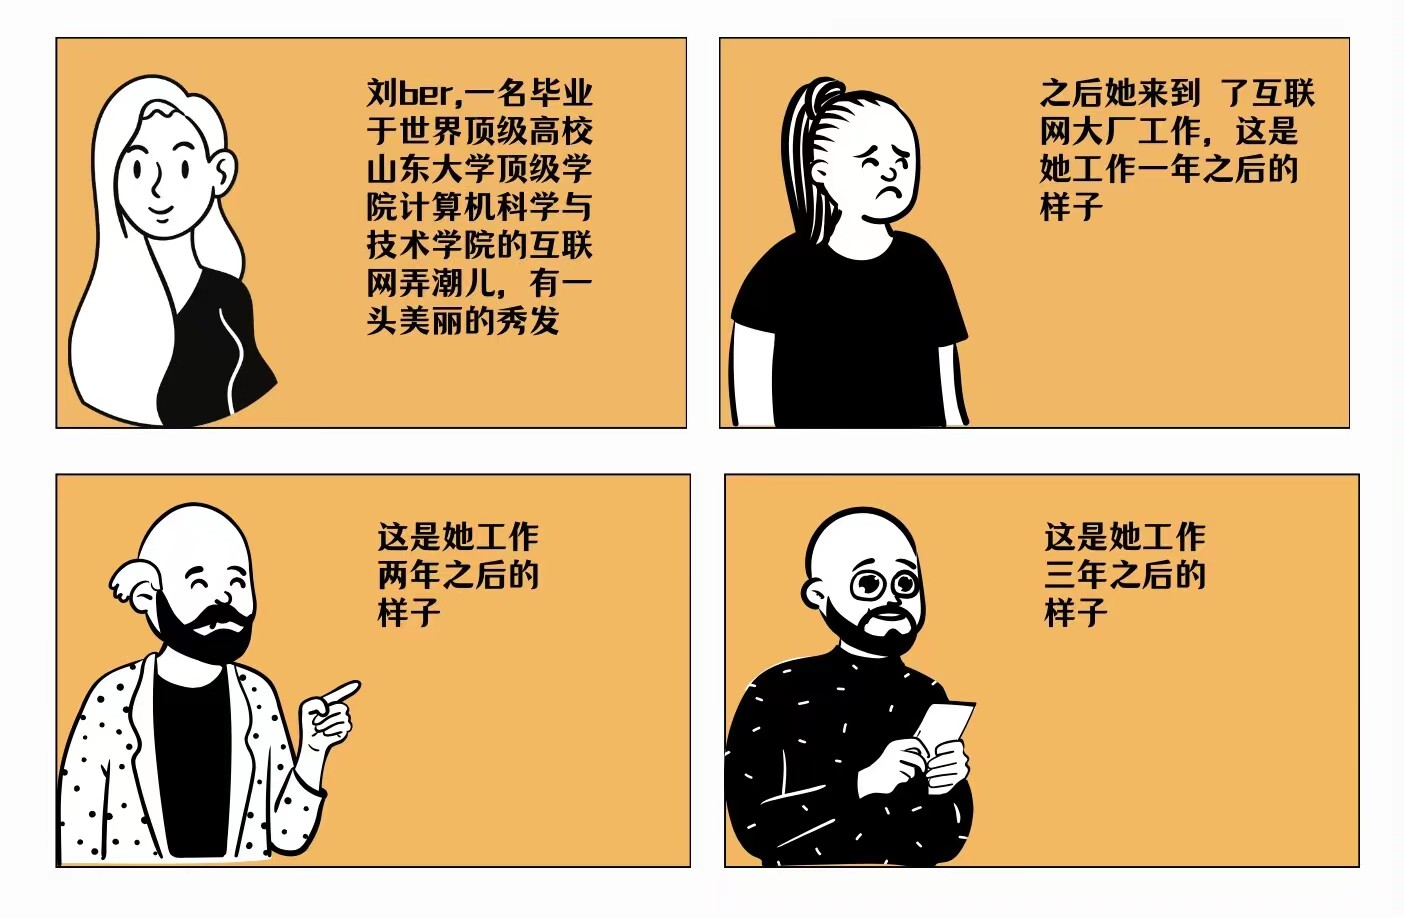 刘ber,一名毕业
于世界顶级高校
山东大学顶级学
院计算机科学与
技术学院的互联
网弄潮儿，有一
头美丽的秀发
之后她来到 了互联
网大厂工作，这是
她工作一年之后的
样子
这是她工作
两年之后的
样子
这是她工作
三年之后的
样子